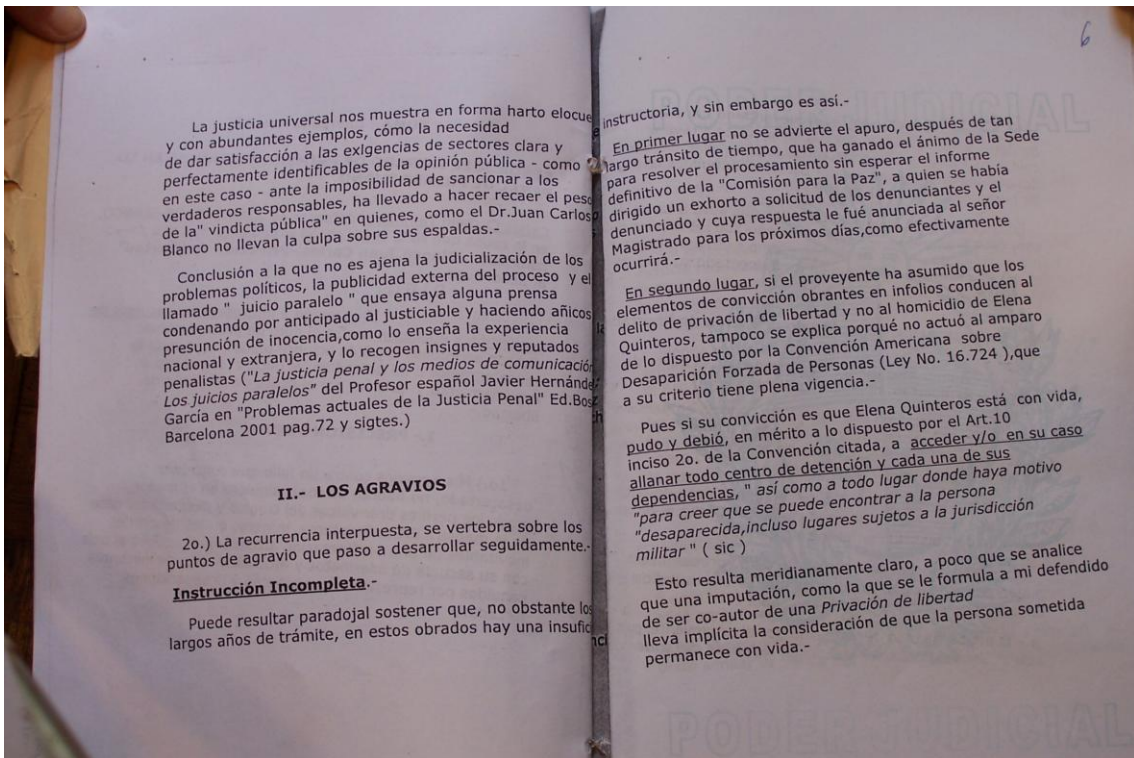 La justicia universal nos muestra en forma harto elocue
y con abundantes ejemplos, cómo la necesidad
de dar satisfacción a las exigencias de sectores clara y
perfectamente identificables de la opinión pública - como
en este caso - ante la imposibilidad de sancionar a los
verdaderos responsables, ha llevado a hacer recaer el peso
de la" vindicta pública" en quienes, como el Dr.Juan Carlos
Blanco no llevan la culpa sobre sus espaldas.-
Conclusión a la que no es ajena la judicialización de los
problemas políticos, la publicidad externa del proceso y el
llamado " juicio paralelo " que ensaya alguna prensa
condenando por anticipado al justiciable y haciendo añicos
presunción de inocencia,como lo enseña la experiencia
nacional y extranjera, y lo recogen insignes y reputados
penalistas ("La justicia penal y los medios de comunicación
Los juicios paralelos" del Profesor español Javier Hernánde
García en "Problemas actuales de la Justicia Penal" Ed.Bos
Barcelona 2001 pag.72 y sigtes.)
II.- LOS AGRAVIOS
2o.) La recurrencia interpuesta, se vertebra sobre los
puntos de agravio que paso a desarrollar seguidamente.-
Instrucción Incompleta.-
Puede resultar paradojal sostener que, no obstante los
largos años de trámite, en estos obrados hay una insufic
6
instructoria, y sin embargo es así.-
En primer lugar no se advierte el apuro, después de tan
largo tránsito de tiempo, que ha ganado el ánimo de la Sede
para resolver el procesamiento sin esperar el informe
definitivo de la "Comisión para la Paz", a quien se había
dirigido un exhorto a solicitud de los denunciantes y el
denunciado y cuya respuesta le fué anunciada al señor
Magistrado para los próximos días,como efectivamente
ocurrirá.-
En segundo lugar, si el proveyente ha asumido que los
elementos de convicción obrantes en infolios conducen al
delito de privación de libertad y no al homicidio de Elena
Quinteros, tampoco se explica porqué no actuó al amparo
de lo dispuesto por la Convención Americana sobre
Desaparición Forzada de Personas (Ley No. 16.724 ),que
a su criterio tiene plena vigencia.-
Pues si su convicción es que Elena Quinteros está con vida,
pudo y debió, en mérito a lo dispuesto por el Art.10
inciso 2o. de la Convención citada, a acceder y/o en su caso
allanar todo centro de detención y cada una de sus
dependencias, " así como a todo lugar donde haya motivo
"para creer que se puede encontrar a la persona
"desaparecida,incluso lugares sujetos a la jurisdicción
militar " ( sic )
Esto resulta meridianamente claro, a poco que se analice
que una imputación, como la que se le formula a mi defendido
de ser co-autor de una Privación de libertad
lleva implícita la consideración de que la persona sometida
permanece con vida.-
PODER JUDICIAL
PODER JUDICIAL